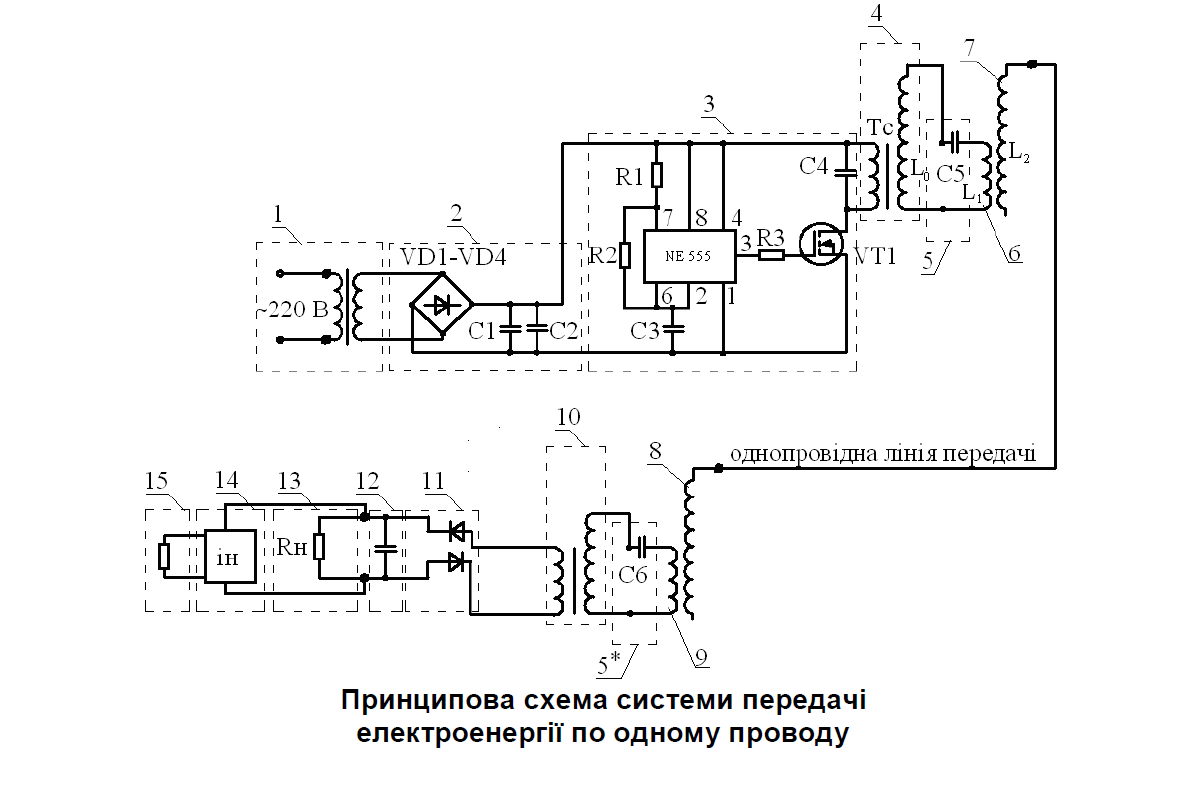 4
7
3
Тс
C4
L0
C5
L2
L1
R1
1
2
7
8
4
5
6
VD1-VD4
R2
NE 555
3
R3
VT1
~220 В
6
2
1
C1
C2
C3
10
8
однопровідна лінія передачі
15
14
13
12
11
ін
Rн
C6
5*
9
Принципова схема системи передачі
електроенергії по одному проводу